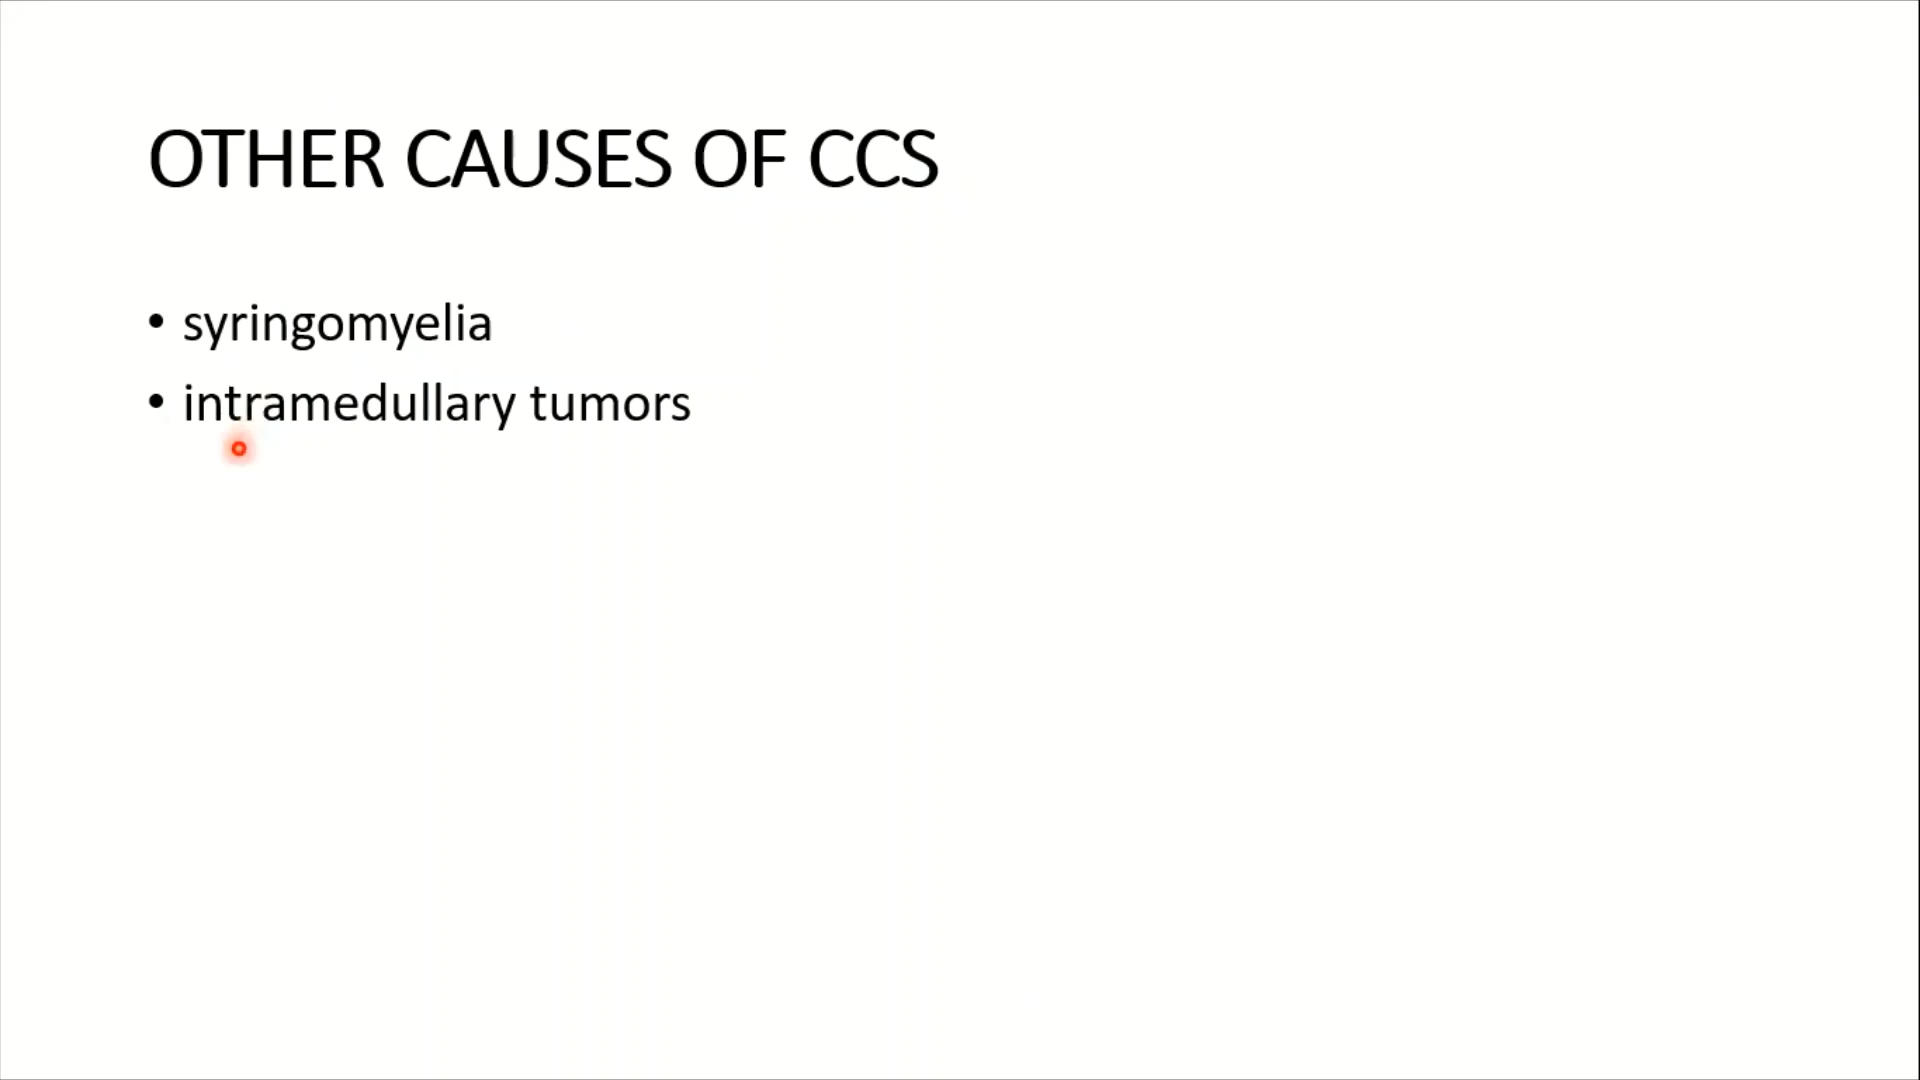 OTHER CAUSES OF CCS
• syringomyelia
• intramedullary tumors